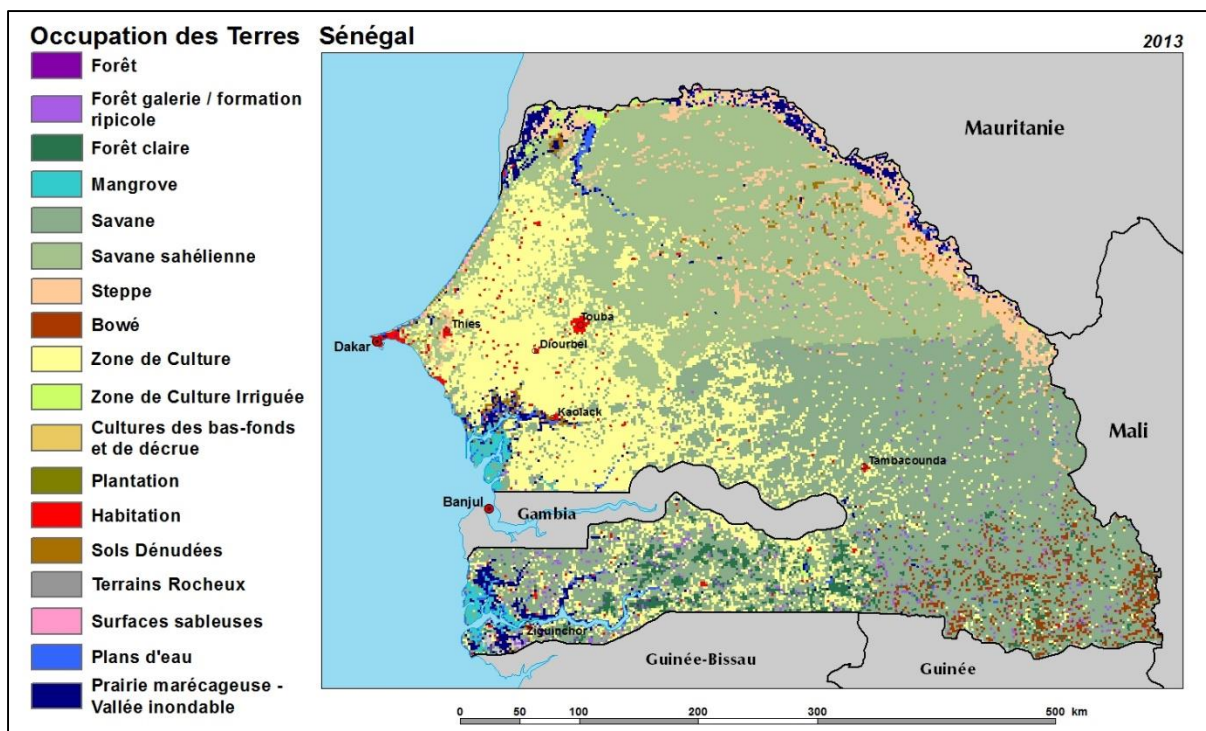 Occupation des Terres Sénégal
2013
Forêt
Forêt galerie / formation
ripicole
Forêt claire
Mangrove
Savane
Savane sahélienne
Steppe
Bowé
Zone de Culture
Zone de Culture Irriguée
Cultures des bas-fonds
et de décrue
Plantation
Habitation
Sols Dénudées
Terrains Rocheux
Surfaces sableuses
Plans d'eau
Prairie marécageuse -
Vallée inondable
Mauritanie
Touba
Thies
Dakar
Diourbel
Kaolack
Mali
Tambacounda
Banjul
Gambia
Ziguinchor
Guinée-Bissau
Guinée
0 50 100 200 300 500 km